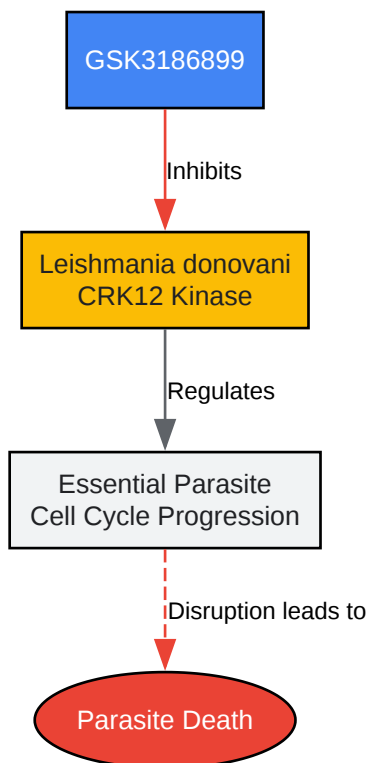 GSK3186899
Inhibits
Leishmania donovani
CRK12 Kinase
Regulates
Essential Parasite
Cell Cycle Progression
Disruption leads to
Parasite Death